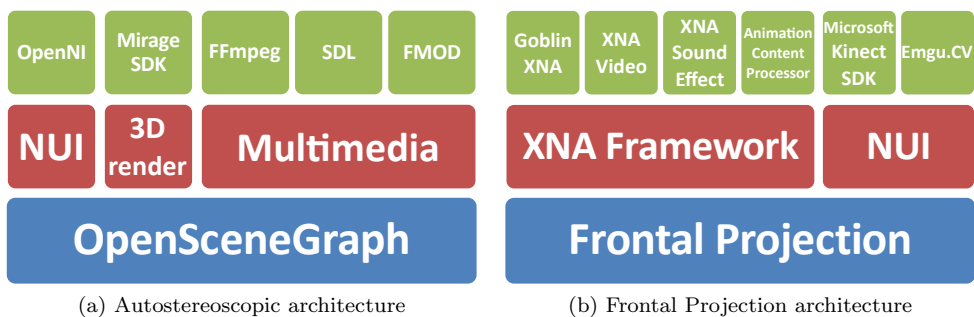 OpenNI
Mirage
SDK
FFmpeg
SDL
FMOD
NUI
3D
render
Multimedia
OpenSceneGraph
(a) Autostereoscopic architecture
Goblin
XNA
XNA
Video
XNA
Sound
Effect
Animation
Content
Processor
Microsoft
Kinect
SDK
Emgu.CV
XNA Framework
NUI
Frontal Projection
(b) Frontal Projection architecture